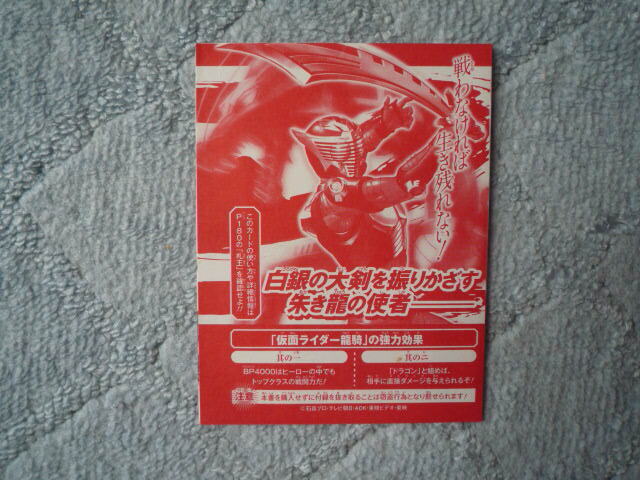 戦わなければ
生き残れない!
このカードの使い方や詳細情報は
P180の「札王」を確認せよ!!
白銀の大剣を振りかざす
朱き龍の使者
「仮面ライダー龍騎」の強力効果
其の一
BP4000はヒーローの中でも
トップクラスの戦闘力だ!
其の二
「ドラゴン」と組めば、
相手に直接ダメージを与えられるぞ!
注意
本書を購入せずに付録を抜き取ることは窃盗行為となり罰せられます!
©石森プロ・テレビ朝日・ADK・東映ビデオ・東映